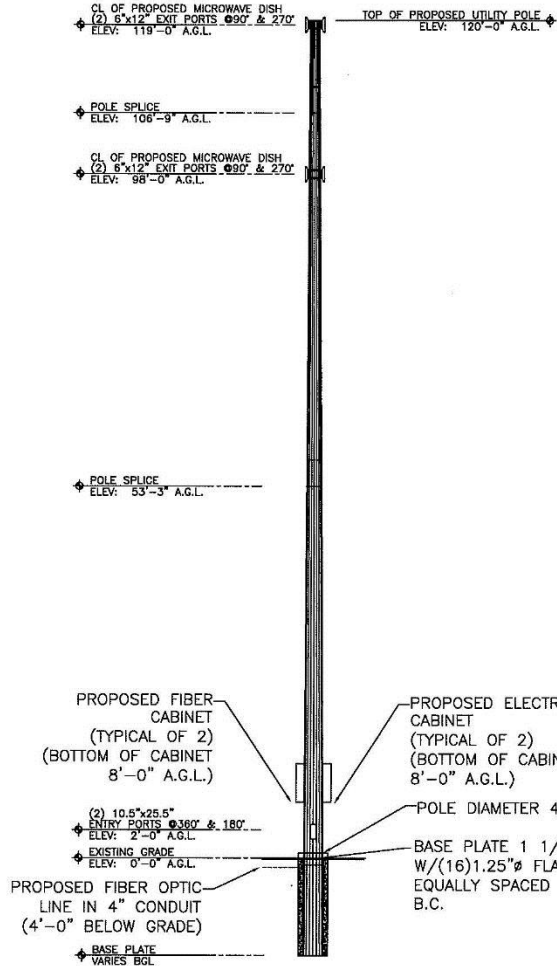 CL OF PROPOSED MICROWAVE DISH
(2) 6"x12" EXIT PORTS @90° & 270°
ELEV: 119'-0" A.G.L.
TOP OF PROPOSED UTILITY POLE
ELEV: 120'-0" A.G.L.
POLE SPLICE
ELEV: 106'-9" A.G.L.
CL OF PROPOSED MICROWAVE DISH
(2) 6"x12" EXIT PORTS @90° & 270°
ELEV: 98'-0" A.G.L.
POLE SPLICE
ELEV: 53'-3" A.G.L.
PROPOSED FIBER
CABINET
(TYPICAL OF 2)
(BOTTOM OF CABINET
8'-0" A.G.L.)
PROPOSED ELECTR
CABINET
(TYPICAL OF 2)
(BOTTOM OF CABIN
8'-0" A.G.L.)
(2) 10.5"x25.5"
ENTRY PORTS @360° & 180°
ELEV: 2'-0" A.G.L.
POLE DIAMETER 4
EXISTING GRADE
ELEV: 0'-0" A.G.L.
BASE PLATE 1 1/
W/(16)1.25"ø FLA
EQUALLY SPACED
B.C.
PROPOSED FIBER OPTIC
LINE IN 4" CONDUIT
(4'-0" BELOW GRADE)
BASE PLATE
VARIES BGL